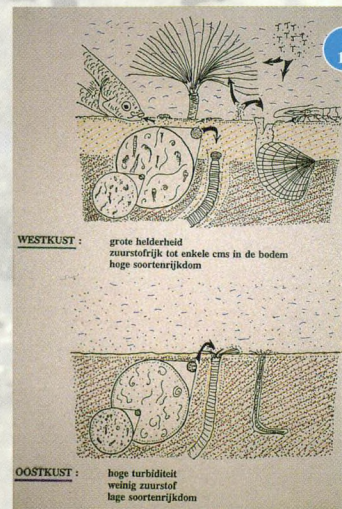 WESTKUST : grote helderheid
zuurstofrijk tot enkele cms in de bodem
hoge soortenrijkdom
OOSTKUST : hoge turbiditeit
weinig zuurstof
lage soortenrijkdom